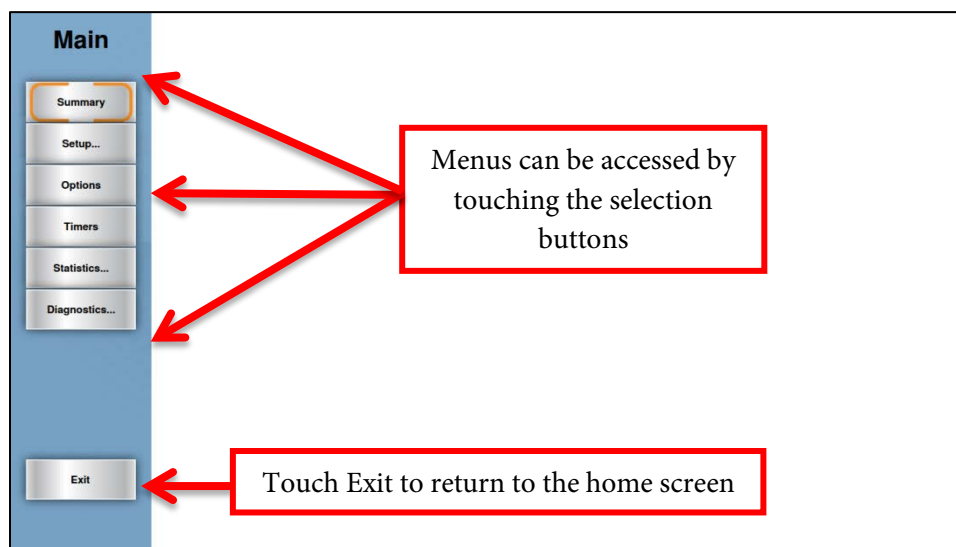 Main
Summary
Setup...
Options
Timers
Statistics...
Diagnostics...
Menus can be accessed by
touching the selection
buttons
Exit
Touch Exit to return to the home screen